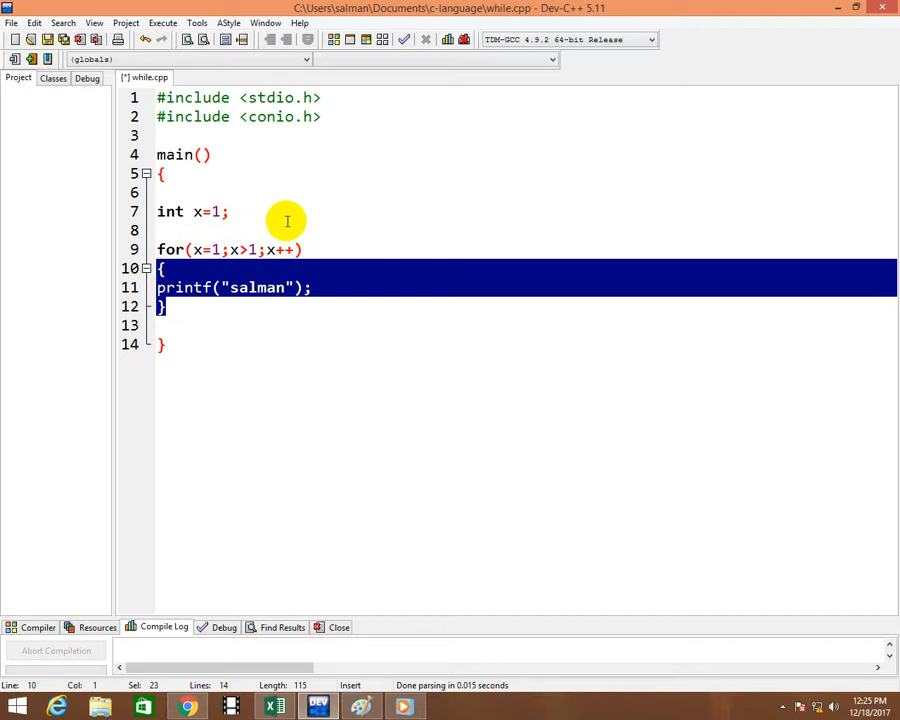 C:\Users\salman\Documents\c-language\while.cpp - Dev-C++ 5.11
File Edit Search View Project Execute Tools AStyle Window Help
TDM-GCC 4.9.2 64-bit Release
(globals)
Project Classes Debug
[*] while.cpp
1 #include <stdio.h>
2 #include <conio.h>
3
4 main()
5 {
6
7 int x=1;
8
9 for(x=1;x>1;x++)
10 {
11 printf("salman");
12 }
13
14 }
Compiler Resources Compile Log Debug Find Results Close
Abort Compilation
Line: 10 Col: 1 Sel: 23 Lines: 14 Length: 115 Insert Done parsing in 0.015 seconds
DEV
12:25 PM
12/18/2017